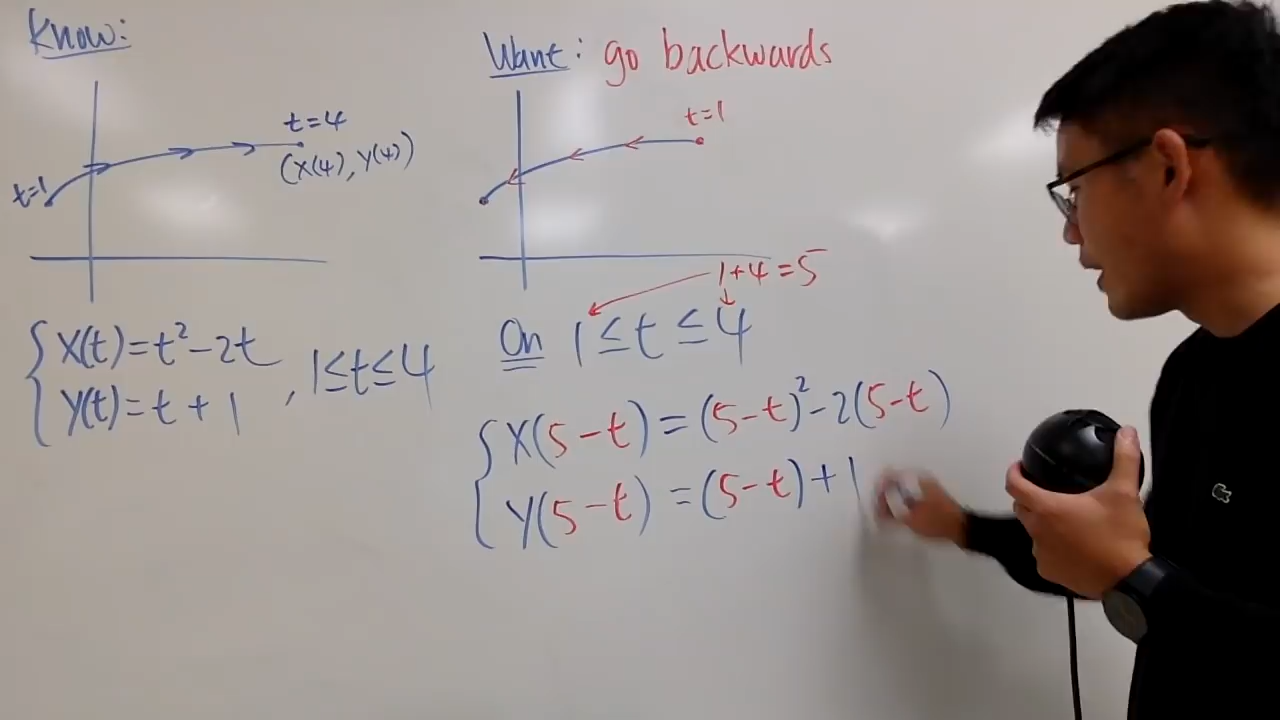 Know:
t=4
(X(4), Y(4))
t=1
X(t)=t²-2t
Y(t)=t+1
, 1≤t≤4
Want: go backwards
t=1
1+4=5
On 1≤t≤4
X(5-t)=(5-t)²-2(5-t)
Y(5-t)=(5-t)+1